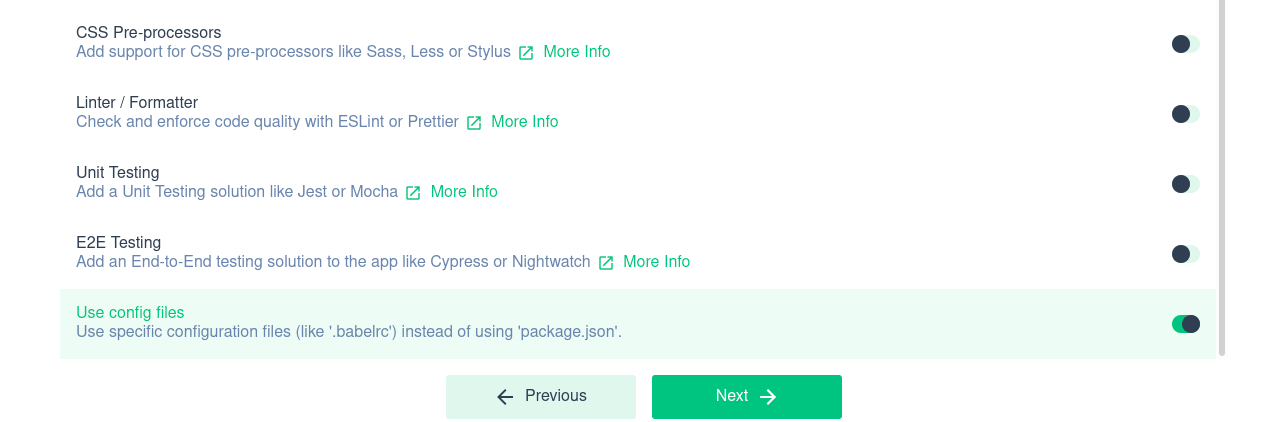 CSS Pre-processors
Add support for CSS pre-processors like Sass, Less or Stylus More Info
Linter / Formatter
Check and enforce code quality with ESLint or Prettier More Info
Unit Testing
Add a Unit Testing solution like Jest or Mocha More Info
E2E Testing
Add an End-to-End testing solution to the app like Cypress or Nightwatch More Info
Use config files
Use specific configuration files (like '.babelrc') instead of using 'package.json'.
Previous Next